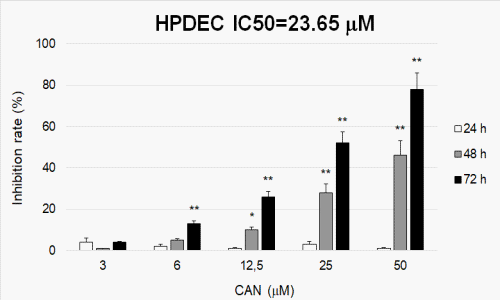 HPDEC IC50=23.65 µM
100
80
60
40
20
0
Inhibition rate (%)
** * ** ** ** ** **
3 6 12,5 25 50
CAN (µM)
24 h
48 h
72 h